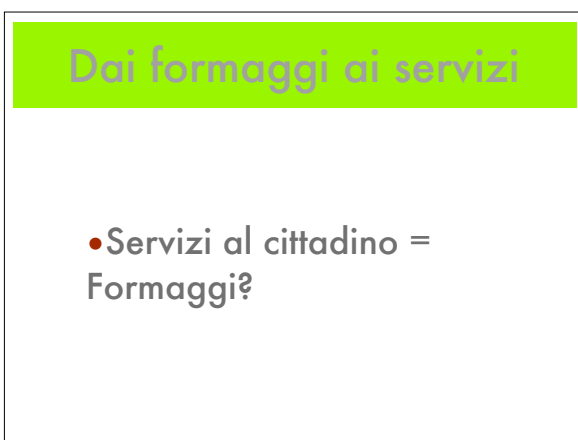 Dai formaggi ai servizi
•Servizi al cittadino =
Formaggi?